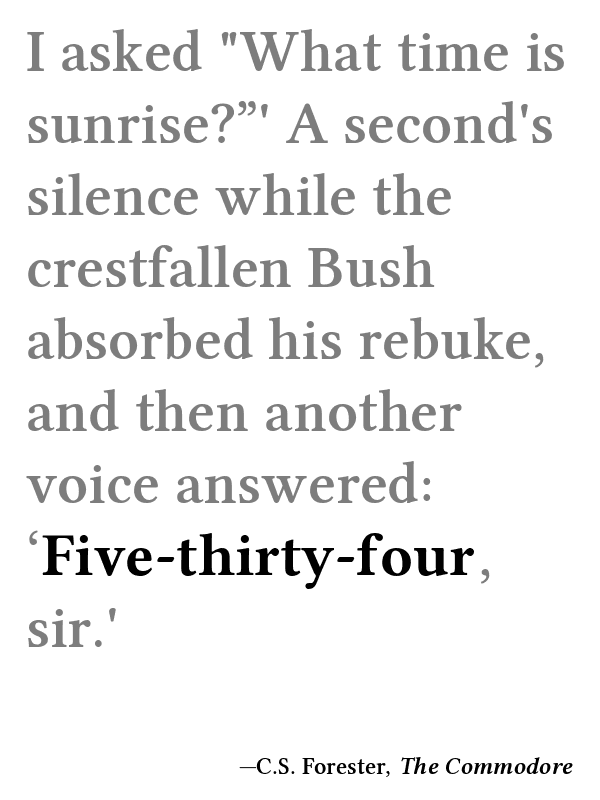 I asked "What time is
sunrise?”' A second's
silence while the
crestfallen Bush
absorbed his rebuke,
and then another
voice answered:
‘Five-thirty-four,
sir.'
—C.S. Forester, The Commodore